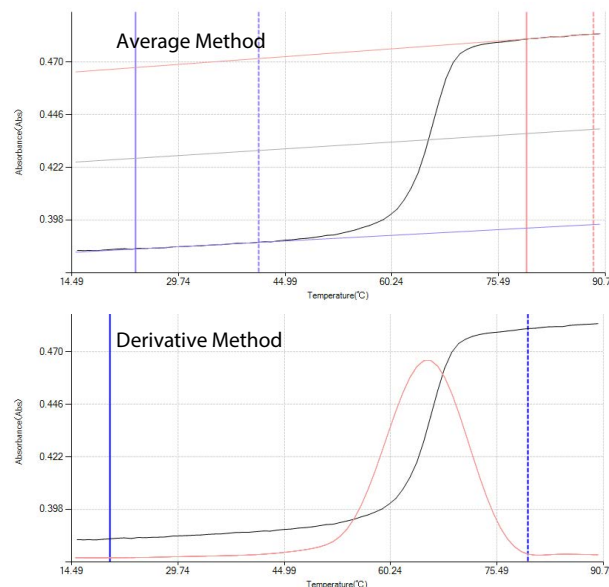 Average Method
0.470
0.446
0.422
0.398
Absorbance(Abs)
14.49 29.74 44.99 60.24 75.49 90.7
Temperature(℃)
Derivative Method
0.470
0.446
0.422
0.398
Absorbance(Abs)
14.49 29.74 44.99 60.24 75.49 90.7
Temperature(℃)